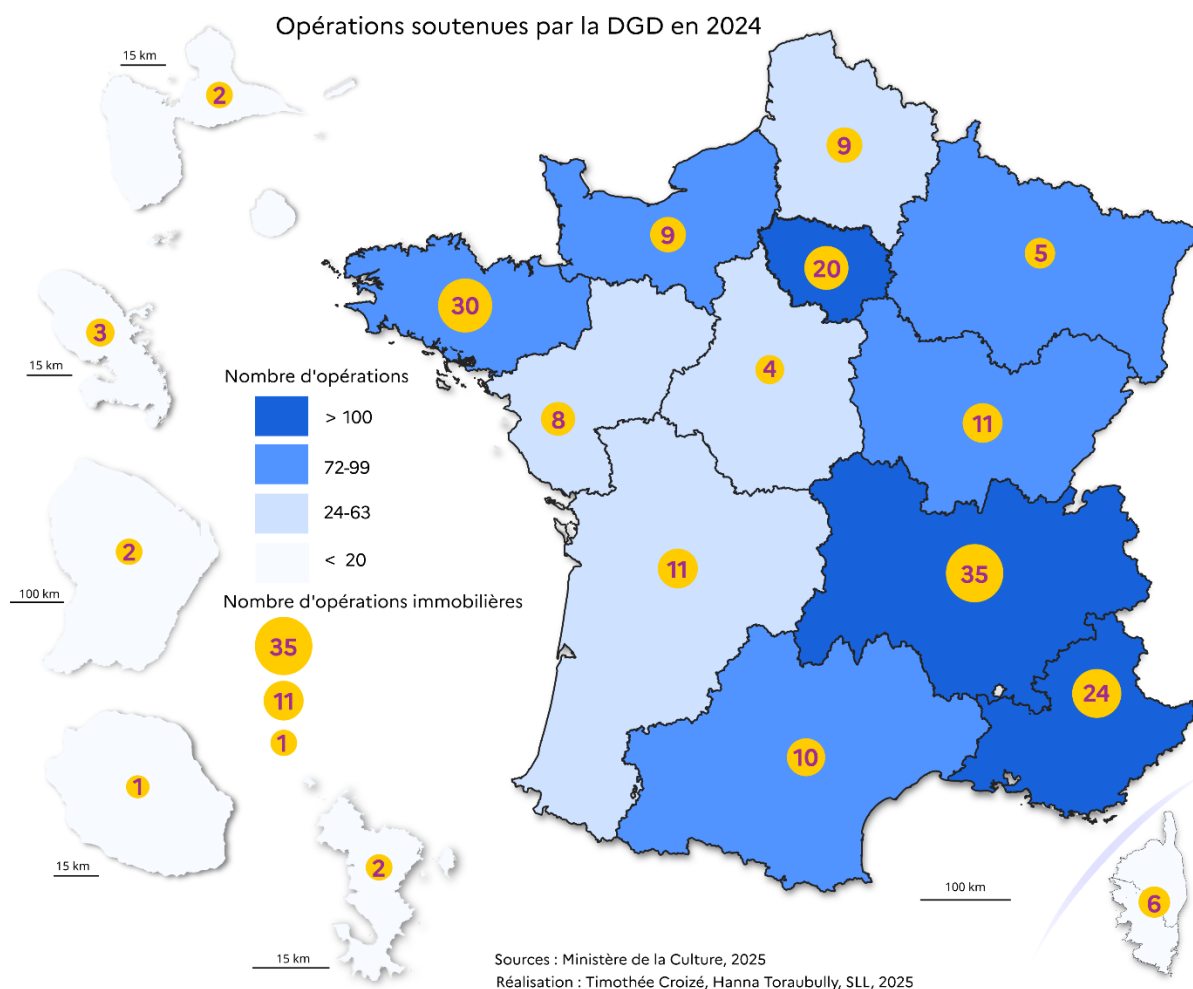 Opérations soutenues par la DGD en 2024
15 km
2
9
9
20
5
30
3
15 km
4
Nombre d'opérations
> 100
8
11
72-99
24-63
2
< 20
11
35
100 km
Nombre d'opérations immobilières
35
11
1
24
10
1
15 km
2
100 km
6
15 km
Sources : Ministère de la Culture, 2025
Réalisation : Timothée Croizé, Hanna Toraubully, SLL, 2025